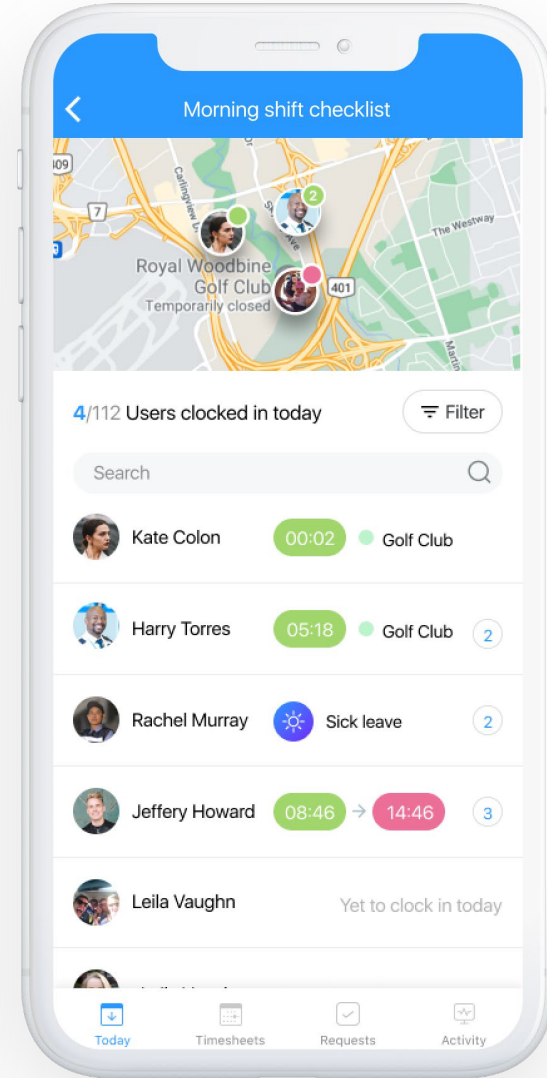 Morning shift checklist
409
Carlingview Dr
7
2
The Westway
Royal Woodbine
Golf Club
Temporarily closed
401
Martin
4/112 Users clocked in today
Filter
Search
Kate Colon
00:02
Golf Club
Harry Torres
05:18
Golf Club
2
Rachel Murray
Sick leave
2
Jeffery Howard
08:46
14:46
3
Leila Vaughn
Yet to clock in today
Today
Timesheets
Requests
Activity